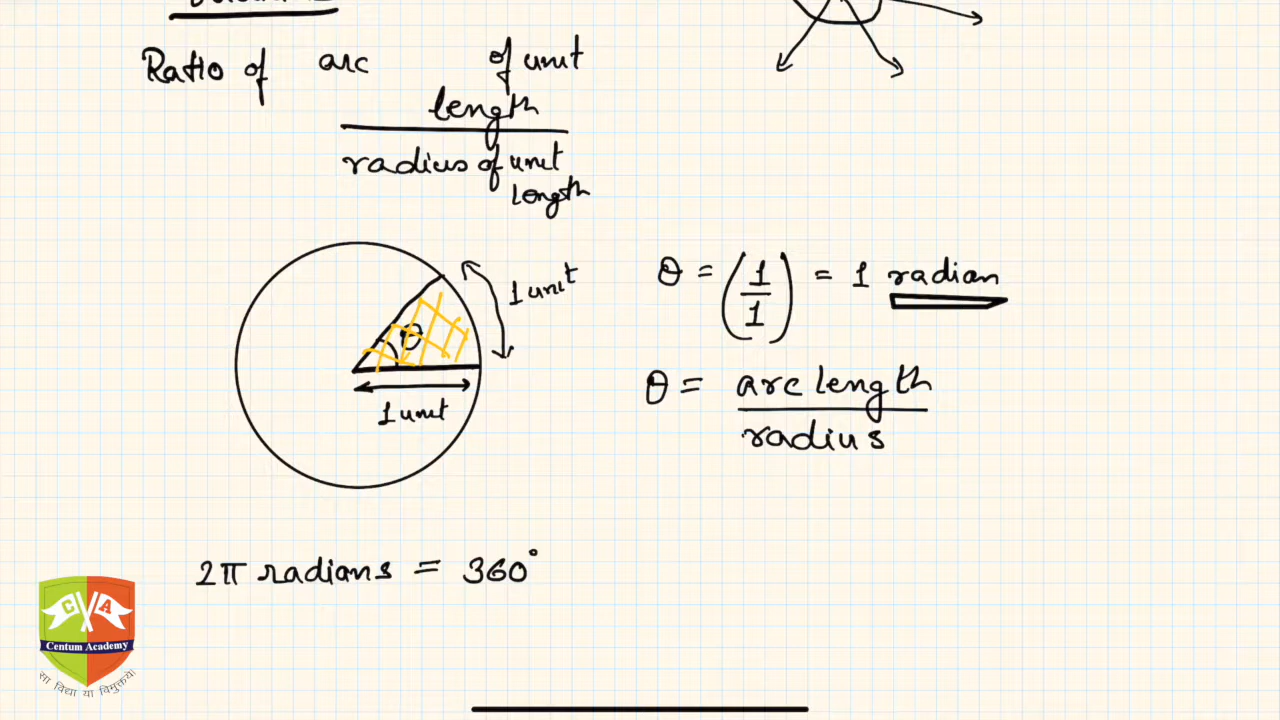 Ratio of arc of unit
length
radius of unit
length
1 unit
θ
1 unit
θ = (1/1) = 1 radian
θ = arc length
radius
2π radians = 360°
C A
Centum Academy
सा विद्या या विमुक्तये।